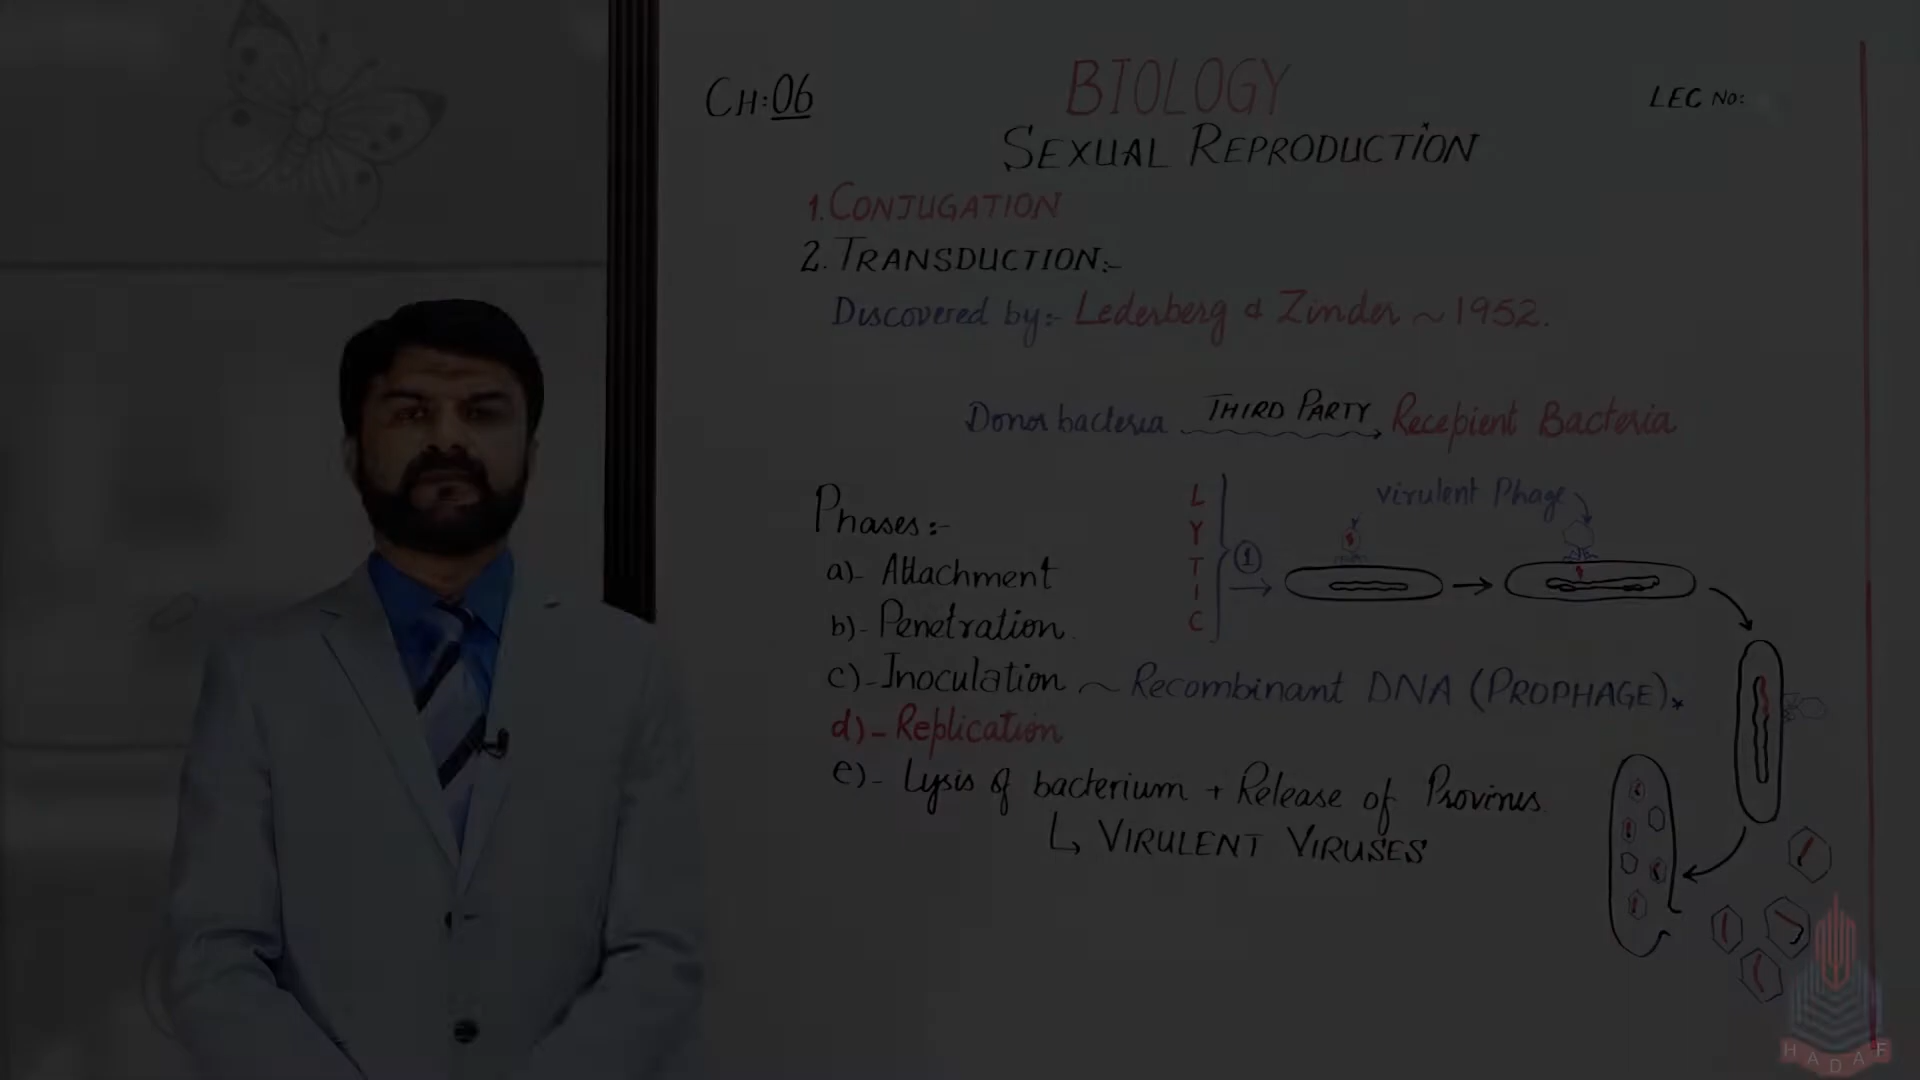 CH:06
BIOLOGY
LEC No:
SEXUAL REPRODUCTION
1. CONJUGATION
2. TRANSDUCTION:-
Discovered by:- Lederberg & Zinder ~ 1952.
Donor bacteria THIRD PARTY Recepient Bacteria
virulent Phage
Phases:-
LYTIC
1
a)- Attachment
b)- Penetration.
c)- Inoculation ~ Recombinant DNA (PROPHAGE).*
d)- Replication
e)- Lysis of bacterium + Release of Provirus
↳ VIRULENT VIRUSES
HADAF